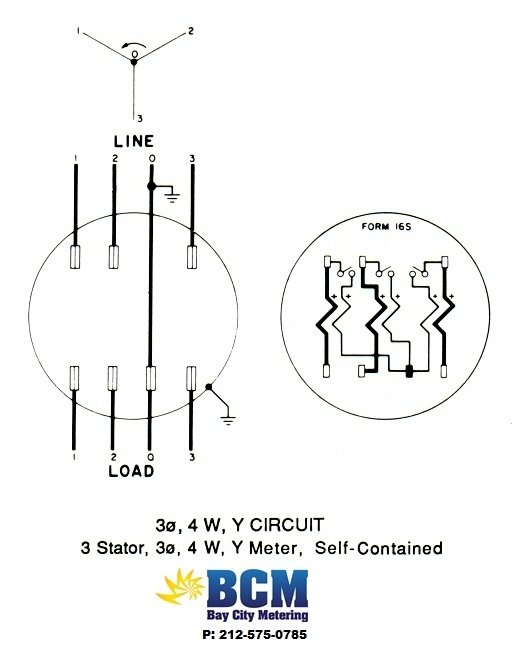 1 2
0
3
LINE
1 2 0 3
FORM 16S
+ + + + + +
1 2 0 3
LOAD
3ø, 4 W, Y CIRCUIT
3 Stator, 3ø, 4 W, Y Meter, Self-Contained
BCM
Bay City Metering
P: 212-575-0785